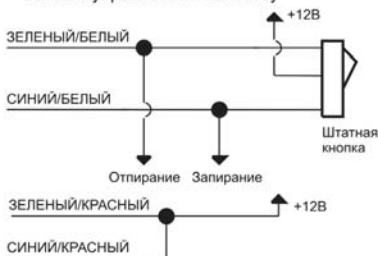 +12В
ЗЕЛЕНЫЙ/БЕЛЫЙ
СИНИЙ/БЕЛЫЙ
Штатная
кнопка
Отпирание Запирание
ЗЕЛЕНЫЙ/КРАСНЫЙ
+12В
СИНИЙ/КРАСНЫЙ